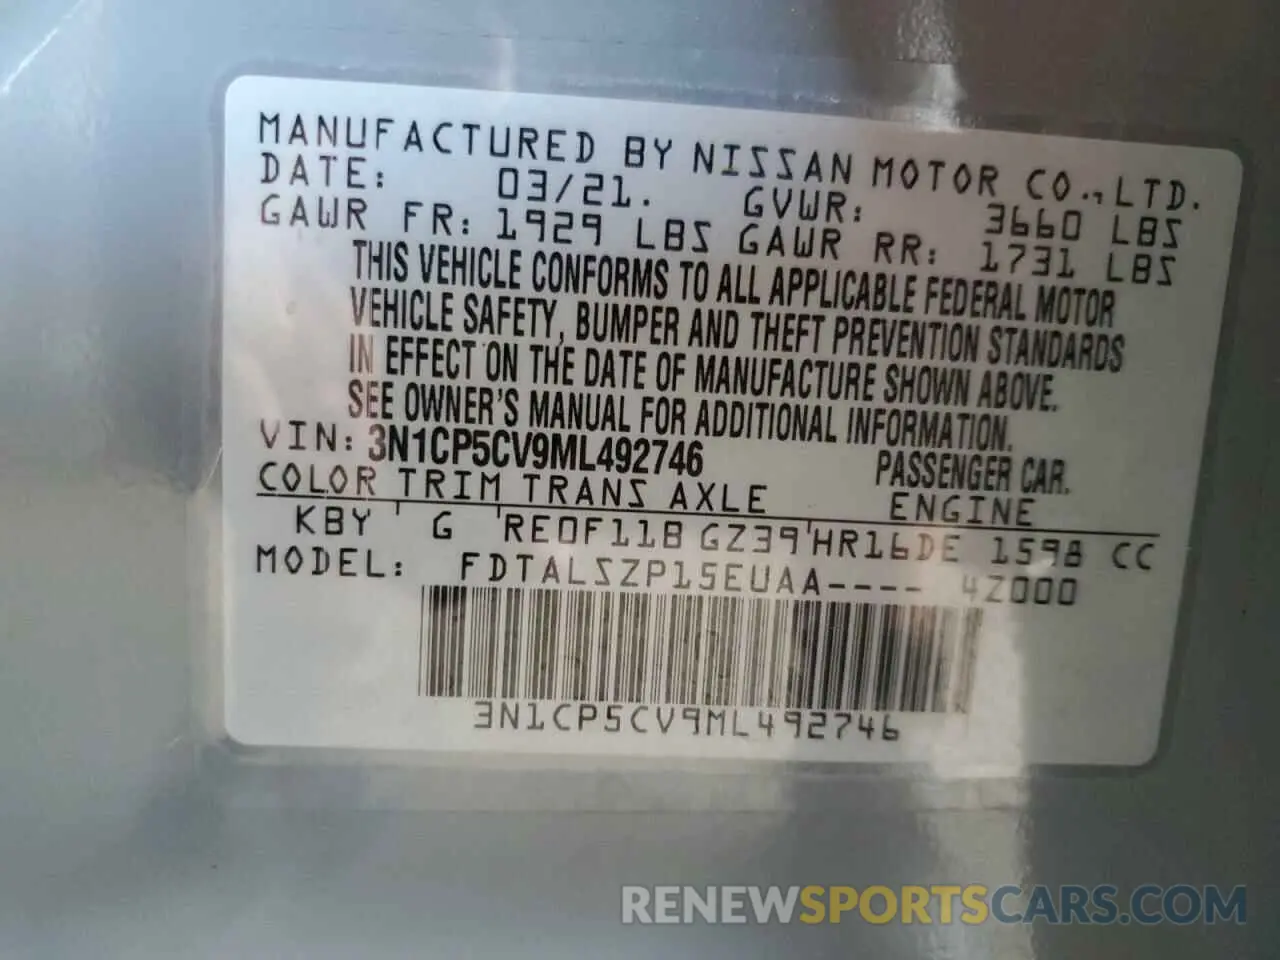 MANUFACTURED BY NISSAN MOTOR CO.,LTD.
DATE: 03/21. GVWR: 3660 LBS
GAWR FR: 1929 LBS GAWR RR: 1731 LBS
THIS VEHICLE CONFORMS TO ALL APPLICABLE FEDERAL MOTOR
VEHICLE SAFETY, BUMPER AND THEFT PREVENTION STANDARDS
IN EFFECT ON THE DATE OF MANUFACTURE SHOWN ABOVE.
SEE OWNER'S MANUAL FOR ADDITIONAL INFORMATION.
VIN: 3N1CP5CV9ML492746 PASSENGER CAR.
COLOR TRIM TRANS AXLE ENGINE
KBY ' G 'RE0F11B GZ39'HR16DE 1598 CC
MODEL: FDTALSZP15EUAA---- 4Z000
3N1CP5CV9ML492746
RENEWSPORTSCARS.COM